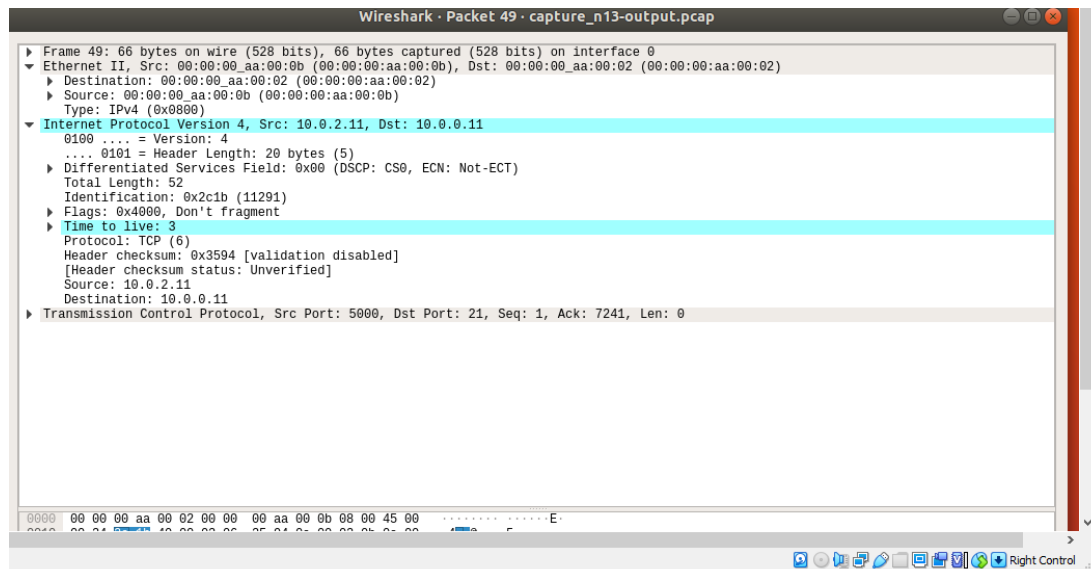 Wireshark · Packet 49 · capture_n13-output.pcap
Frame 49: 66 bytes on wire (528 bits), 66 bytes captured (528 bits) on interface 0
Ethernet II, Src: 00:00:00_aa:00:0b (00:00:00:aa:00:0b), Dst: 00:00:00_aa:00:02 (00:00:00:aa:00:02)
Destination: 00:00:00_aa:00:02 (00:00:00:aa:00:02)
Source: 00:00:00_aa:00:0b (00:00:00:aa:00:0b)
Type: IPv4 (0x0800)
Internet Protocol Version 4, Src: 10.0.2.11, Dst: 10.0.0.11
0100 .... = Version: 4
.... 0101 = Header Length: 20 bytes (5)
Differentiated Services Field: 0x00 (DSCP: CS0, ECN: Not-ECT)
Total Length: 52
Identification: 0x2c1b (11291)
Flags: 0x4000, Don't fragment
Time to live: 3
Protocol: TCP (6)
Header checksum: 0x3594 [validation disabled]
[Header checksum status: Unverified]
Source: 10.0.2.11
Destination: 10.0.0.11
Transmission Control Protocol, Src Port: 5000, Dst Port: 21, Seq: 1, Ack: 7241, Len: 0
0000 00 00 00 aa 00 02 00 00 00 aa 00 0b 08 00 45 00 ········ ······E·
Right Control